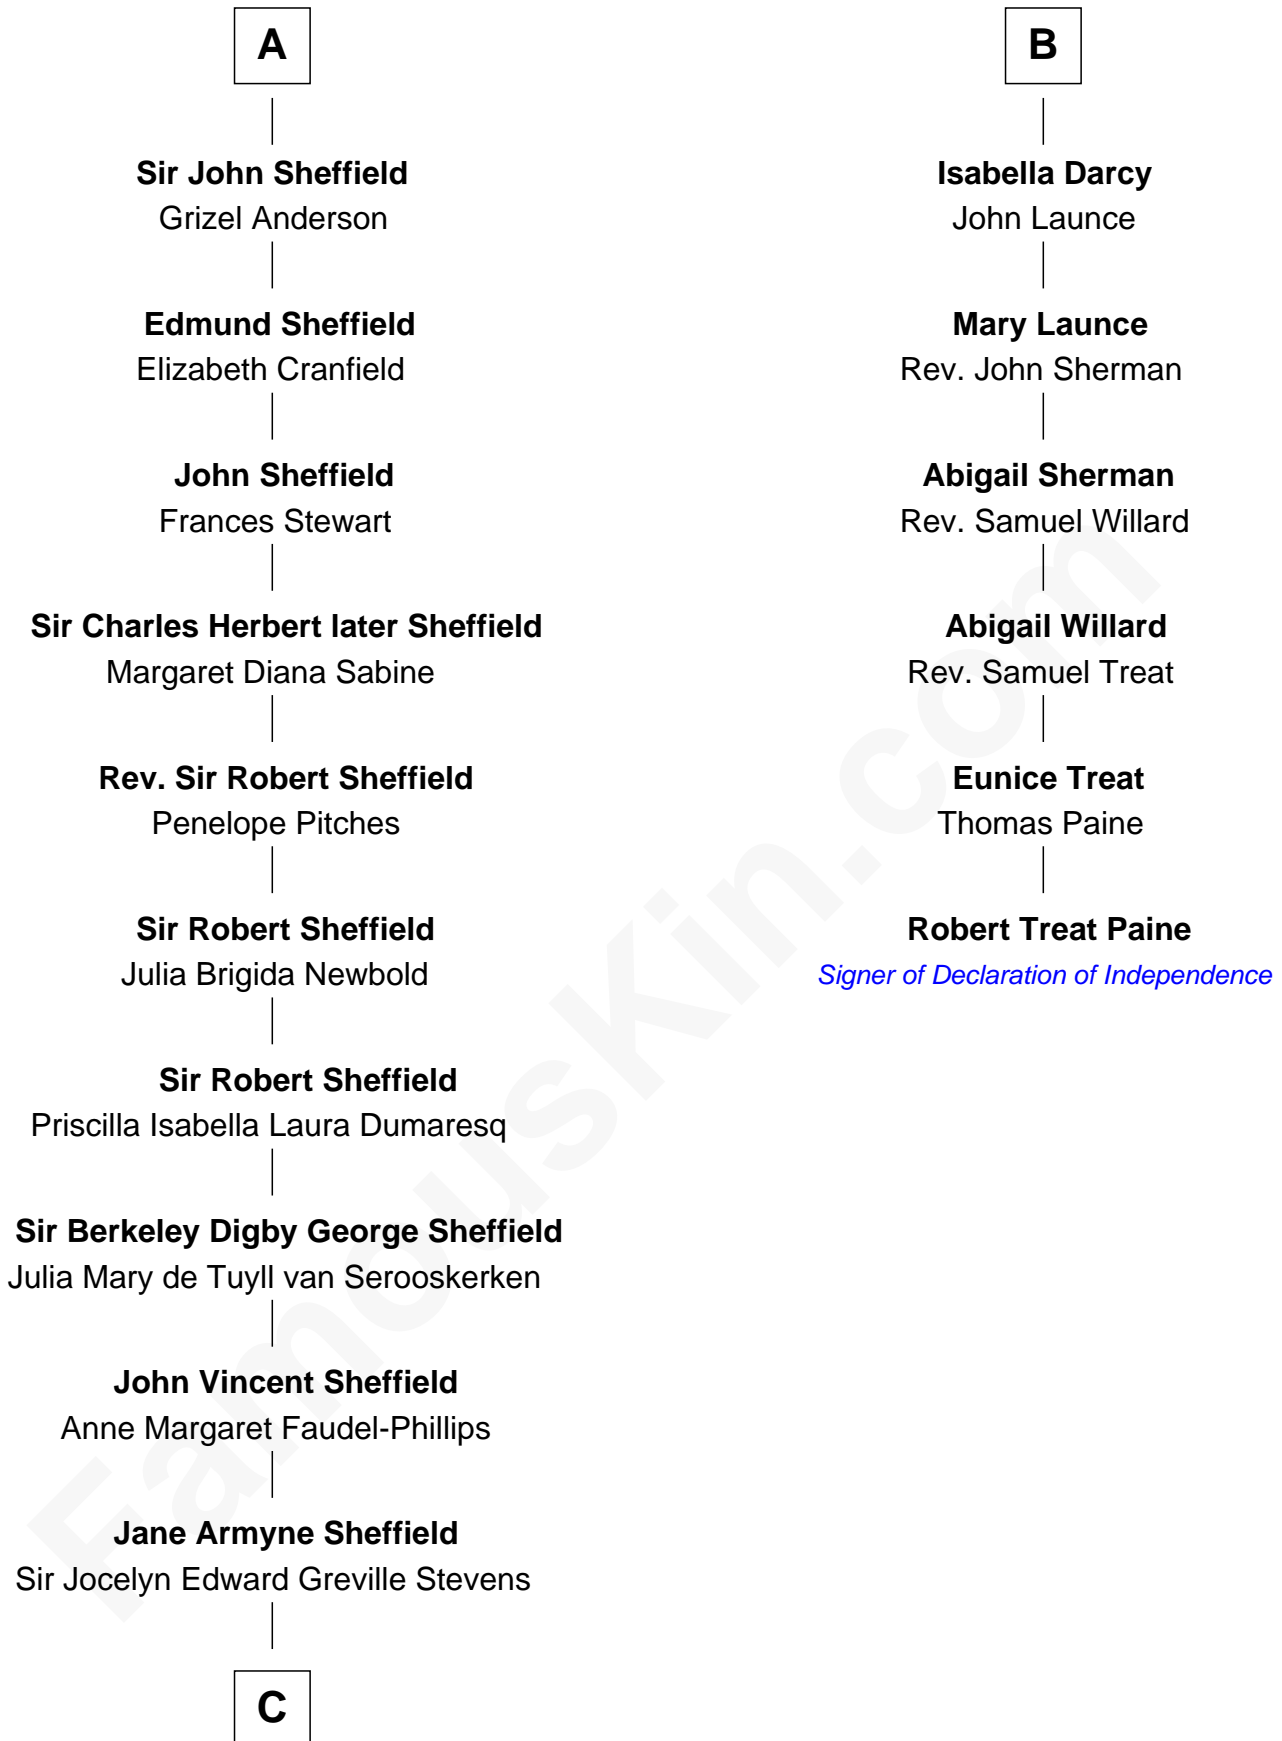 A
Sir John Sheffield
Grizel Anderson
Edmund Sheffield
Elizabeth Cranfield
John Sheffield
Frances Stewart
Sir Charles Herbert later Sheffield
Margaret Diana Sabine
Rev. Sir Robert Sheffield
Penelope Pitches
Sir Robert Sheffield
Julia Brigida Newbold
Sir Robert Sheffield
Priscilla Isabella Laura Dumaresq
Sir Berkeley Digby George Sheffield
Julia Mary de Tuyll van Serooskerken
John Vincent Sheffield
Anne Margaret Faudel-Phillips
Jane Armyne Sheffield
Sir Jocelyn Edward Greville Stevens
C
B
Isabella Darcy
John Launce
Mary Launce
Rev. John Sherman
Abigail Sherman
Rev. Samuel Willard
Abigail Willard
Rev. Samuel Treat
Eunice Treat
Thomas Paine
Robert Treat Paine
Signer of Declaration of Independence
FamousKin.com